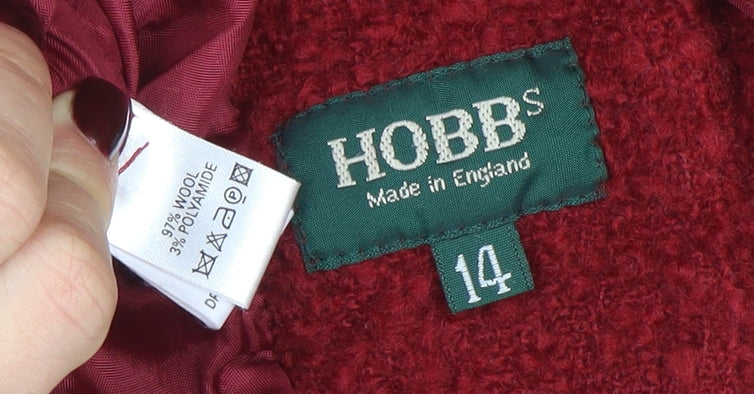 HOBBS
Made in England
14
97% WOOL
3% POLYAMIDE